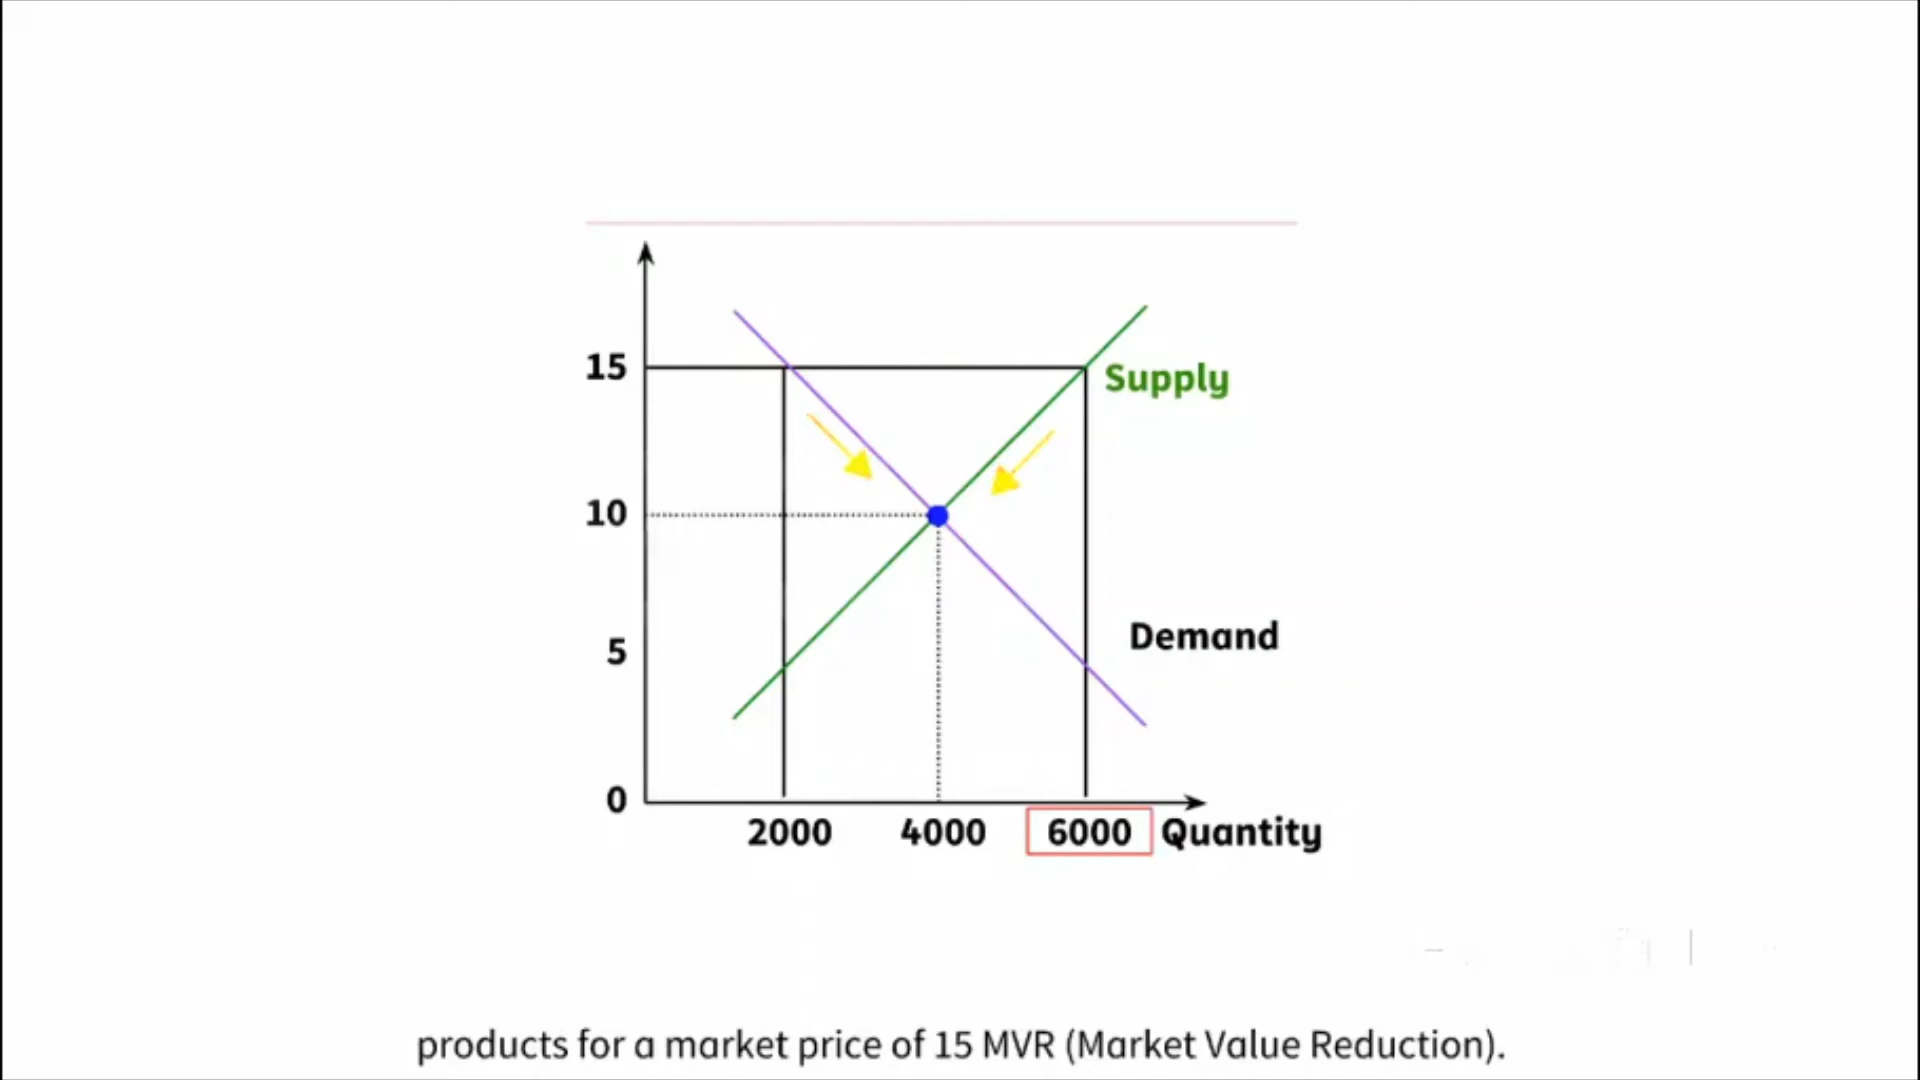 15
Supply
10
5
Demand
0
2000 4000 6000 Quantity
products for a market price of 15 MVR (Market Value Reduction).